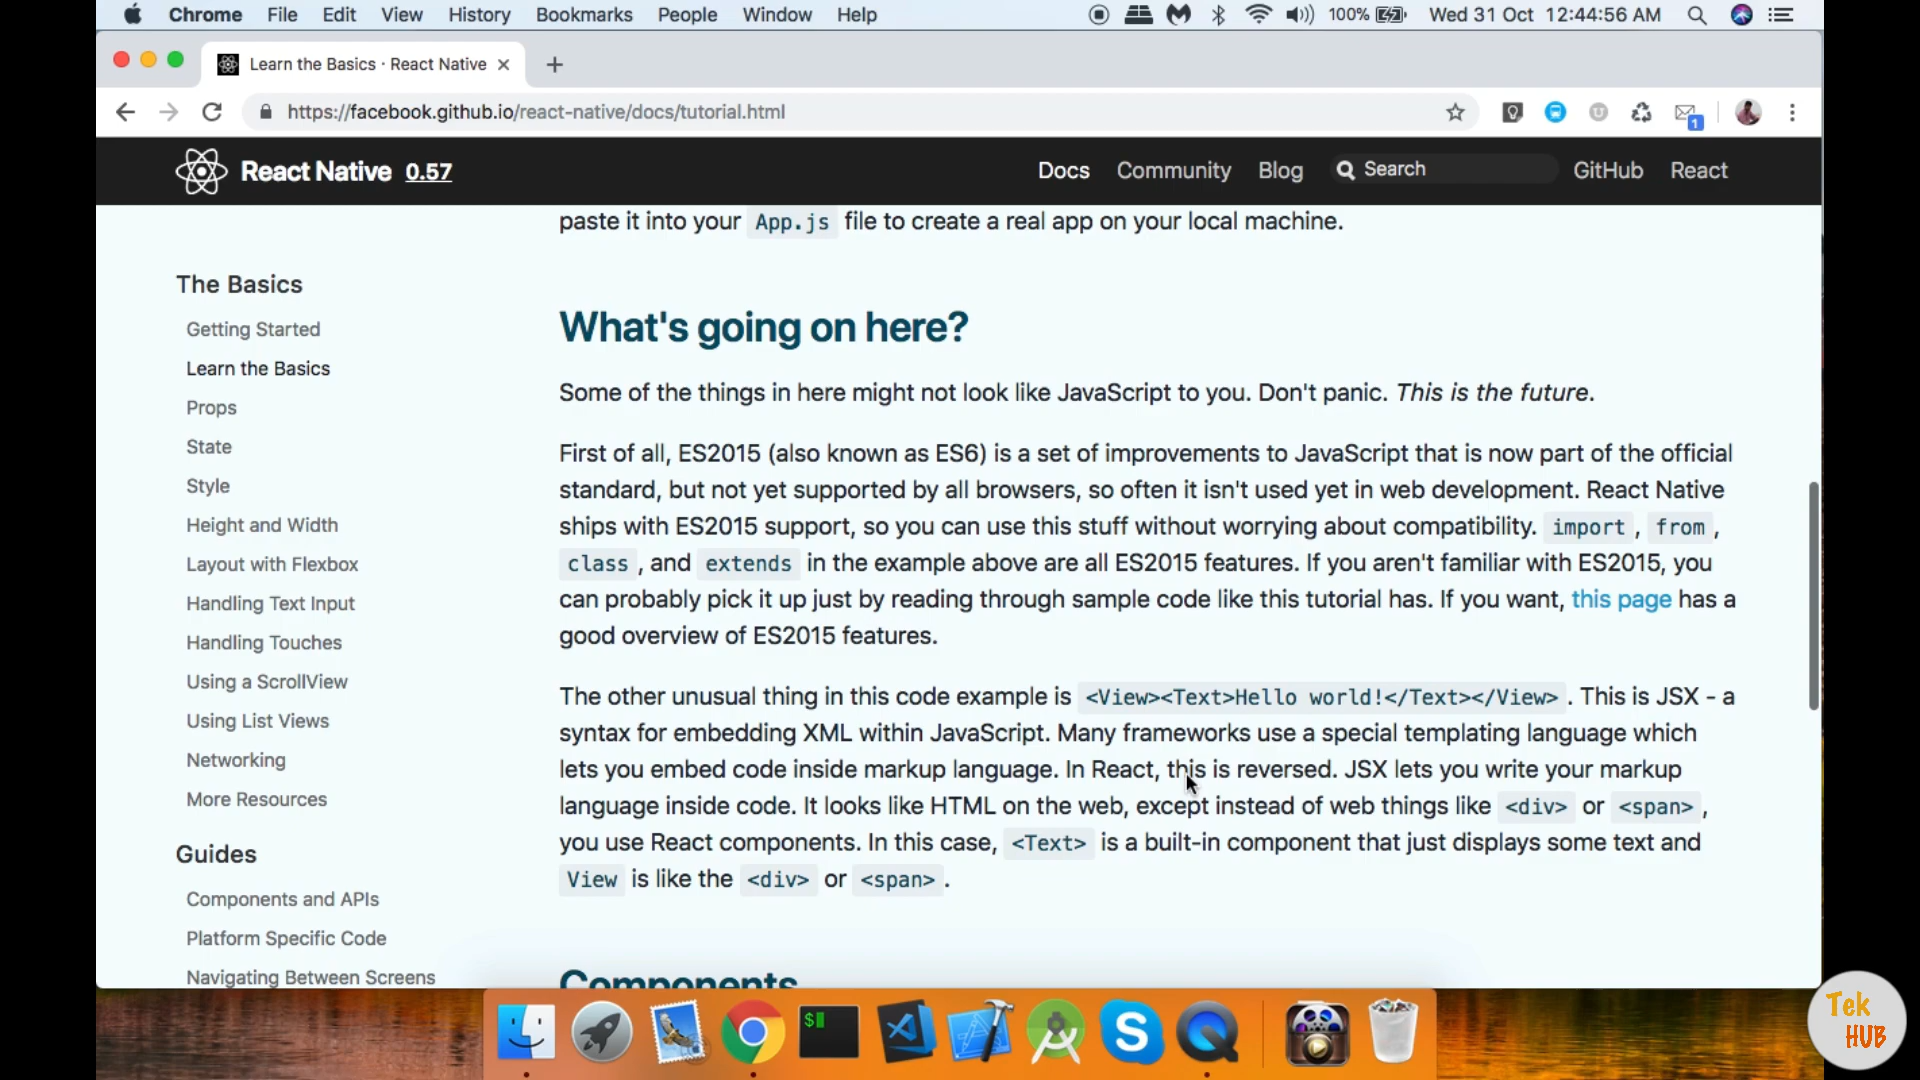 Chrome File Edit View History Bookmarks People Window Help 100% Wed 31 Oct 12:44:56 AM
Learn the Basics · React Native
https://facebook.github.io/react-native/docs/tutorial.html
1
React Native 0.57 Docs Community Blog Search GitHub React
paste it into your App.js file to create a real app on your local machine.
The Basics
Getting Started
Learn the Basics
Props
State
Style
Height and Width
Layout with Flexbox
Handling Text Input
Handling Touches
Using a ScrollView
Using List Views
Networking
More Resources
Guides
Components and APIs
Platform Specific Code
Navigating Between Screens
What's going on here?
Some of the things in here might not look like JavaScript to you. Don't panic. This is the future.
First of all, ES2015 (also known as ES6) is a set of improvements to JavaScript that is now part of the official
standard, but not yet supported by all browsers, so often it isn't used yet in web development. React Native
ships with ES2015 support, so you can use this stuff without worrying about compatibility. import , from ,
class , and extends in the example above are all ES2015 features. If you aren't familiar with ES2015, you
can probably pick it up just by reading through sample code like this tutorial has. If you want, this page has a
good overview of ES2015 features.
The other unusual thing in this code example is <View><Text>Hello world!</Text></View> . This is JSX - a
syntax for embedding XML within JavaScript. Many frameworks use a special templating language which
lets you embed code inside markup language. In React, this is reversed. JSX lets you write your markup
language inside code. It looks like HTML on the web, except instead of web things like <div> or <span> ,
you use React components. In this case, <Text> is a built-in component that just displays some text and
View is like the <div> or <span> .
Components
$
S
Tek
HUB